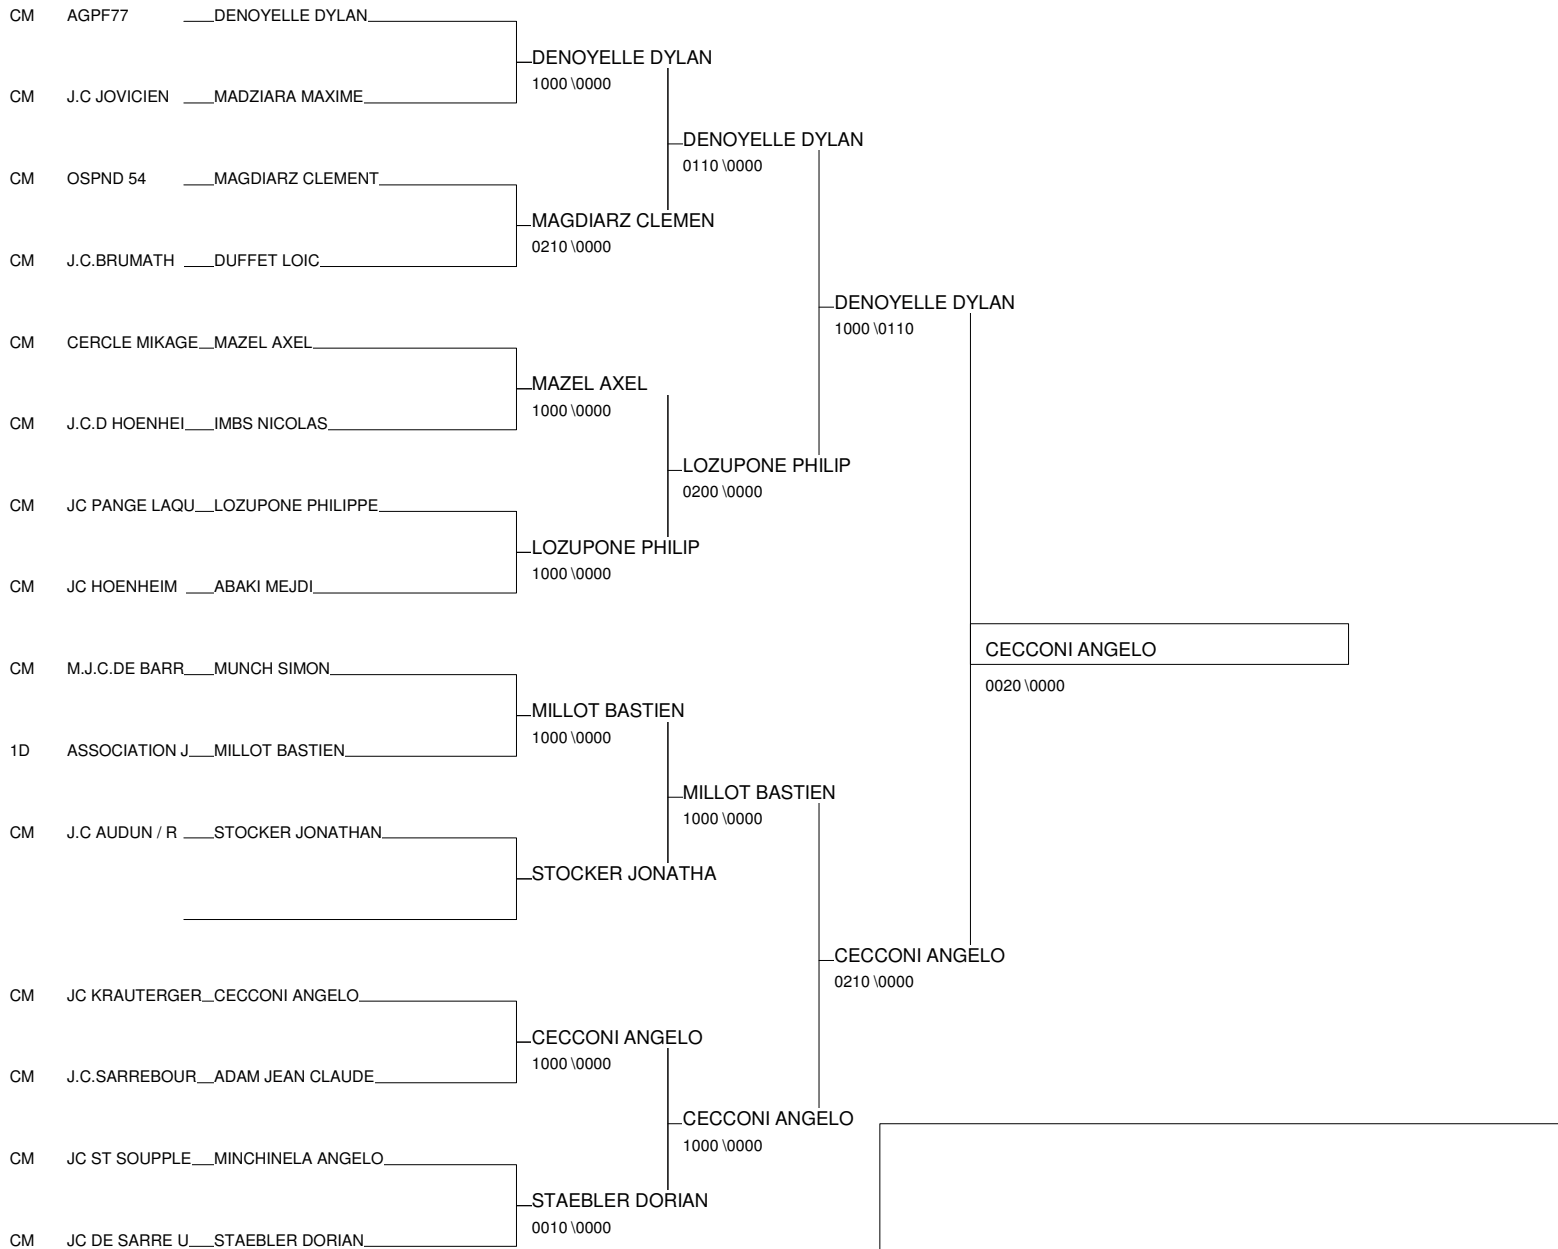 CM AGPF77 DENOYELLE DYLAN
DENOYELLE DYLAN
1000 \0000
CM J.C JOVICIEN MADZIARA MAXIME
DENOYELLE DYLAN
0110 \0000
CM OSPND 54 MAGDIARZ CLEMENT
MAGDIARZ CLEMEN
0210 \0000
CM J.C.BRUMATH DUFFET LOIC
DENOYELLE DYLAN
1000 \0110
CM CERCLE MIKAGE MAZEL AXEL
MAZEL AXEL
1000 \0000
CM J.C.D HOENHEI IMBS NICOLAS
LOZUPONE PHILIP
0200 \0000
CM JC PANGE LAQU LOZUPONE PHILIPPE
LOZUPONE PHILIP
1000 \0000
CM JC HOENHEIM ABAKI MEJDI
CECCONI ANGELO
0020 \0000
CM M.J.C.DE BARR MUNCH SIMON
MILLOT BASTIEN
1000 \0000
1D ASSOCIATION J MILLOT BASTIEN
MILLOT BASTIEN
1000 \0000
CM J.C AUDUN / R STOCKER JONATHAN
STOCKER JONATHA
CECCONI ANGELO
0210 \0000
CM JC KRAUTERGER CECCONI ANGELO
CECCONI ANGELO
1000 \0000
CM J.C.SARREBOUR ADAM JEAN CLAUDE
CECCONI ANGELO
1000 \0000
CM JC ST SOUPPLE MINCHINELA ANGELO
STAEBLER DORIAN
0010 \0000
CM JC DE SARRE U STAEBLER DORIAN